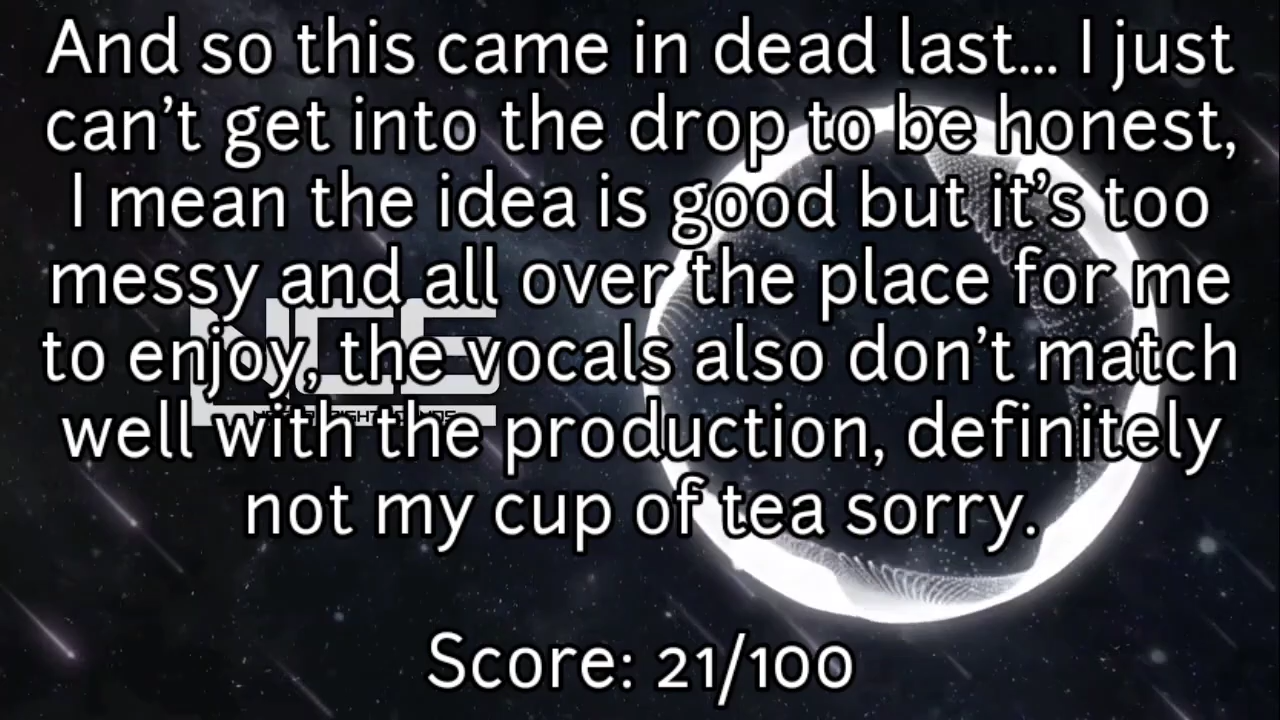 And so this came in dead last... I just
can’t get into the drop to be honest,
I mean the idea is good but it’s too
messy and all over the place for me
to enjoy, the vocals also don’t match
well with the production, definitely
not my cup of tea sorry.
Score: 21/100
NCS